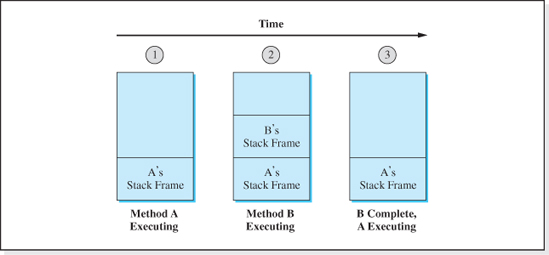 Time
1
2
3
B's
Stack Frame
A's
Stack Frame
A's
Stack Frame
A's
Stack Frame
Method A
Executing
Method B
Executing
B Complete,
A Executing